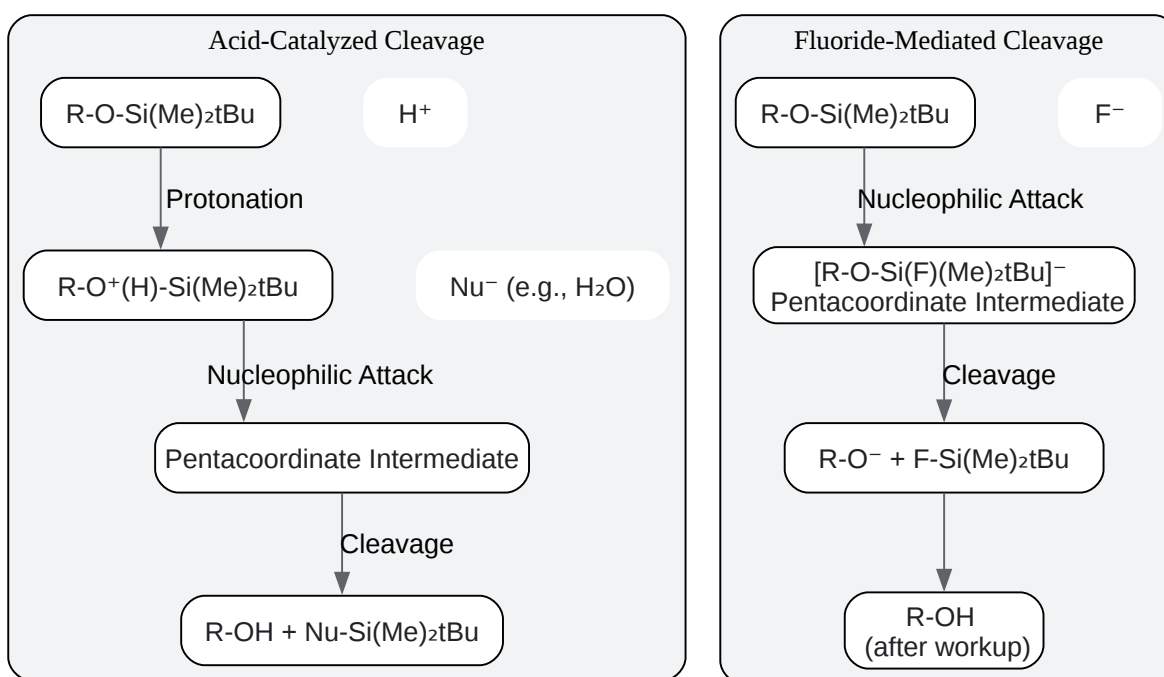 Acid-Catalyzed Cleavage
R-O-Si(Me)₂tBu
H⁺
Protonation
R-O⁺(H)-Si(Me)₂tBu
Nu⁻ (e.g., H₂O)
Nucleophilic Attack
Pentacoordinate Intermediate
Cleavage
R-OH + Nu-Si(Me)₂tBu
Fluoride-Mediated Cleavage
R-O-Si(Me)₂tBu
F⁻
Nucleophilic Attack
[R-O-Si(F)(Me)₂tBu]⁻
Pentacoordinate Intermediate
Cleavage
R-O⁻ + F-Si(Me)₂tBu
R-OH
(after workup)